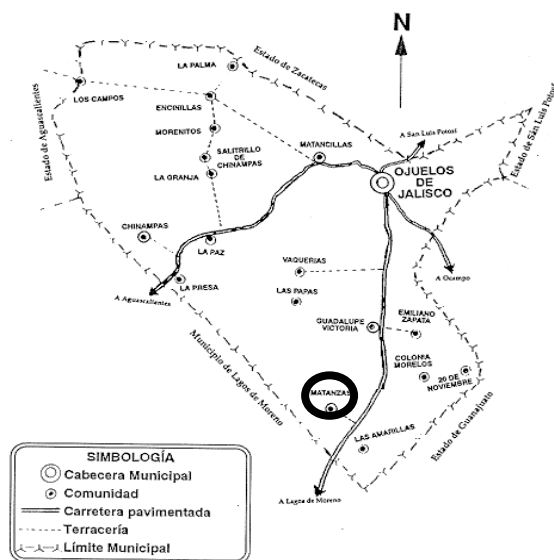 N
Estado de Zacatecas
LA PALMA
LOS CAMPOS
ENCINILLAS
Estado de Aguascalientes
MORENITOS
SALITRILLO
DE
CHINAMPAS
MATANCILLAS
A San Luis Potosí
Estado de San Luis Potosí
LA GRANJA
OJUELOS
DE
JALISCO
CHINAMPAS
LA PAZ
VAQUERIAS
A Ocampo
LA PRESA
A Aguascalientes
LAS PAPAS
GUADALUPE
VICTORIA
EMILIANO
ZAPATA
Municipio de Lagos de Moreno
COLONIA
MORELOS
20 DE
NOVIEMBRE
MATANZAS
LAS AMARILLAS
Estado de Guanajuato
A Lagos de Moreno
SIMBOLOGÍA
Cabecera Municipal
Comunidad
Carretera pavimentada
Terracería
Límite Municipal